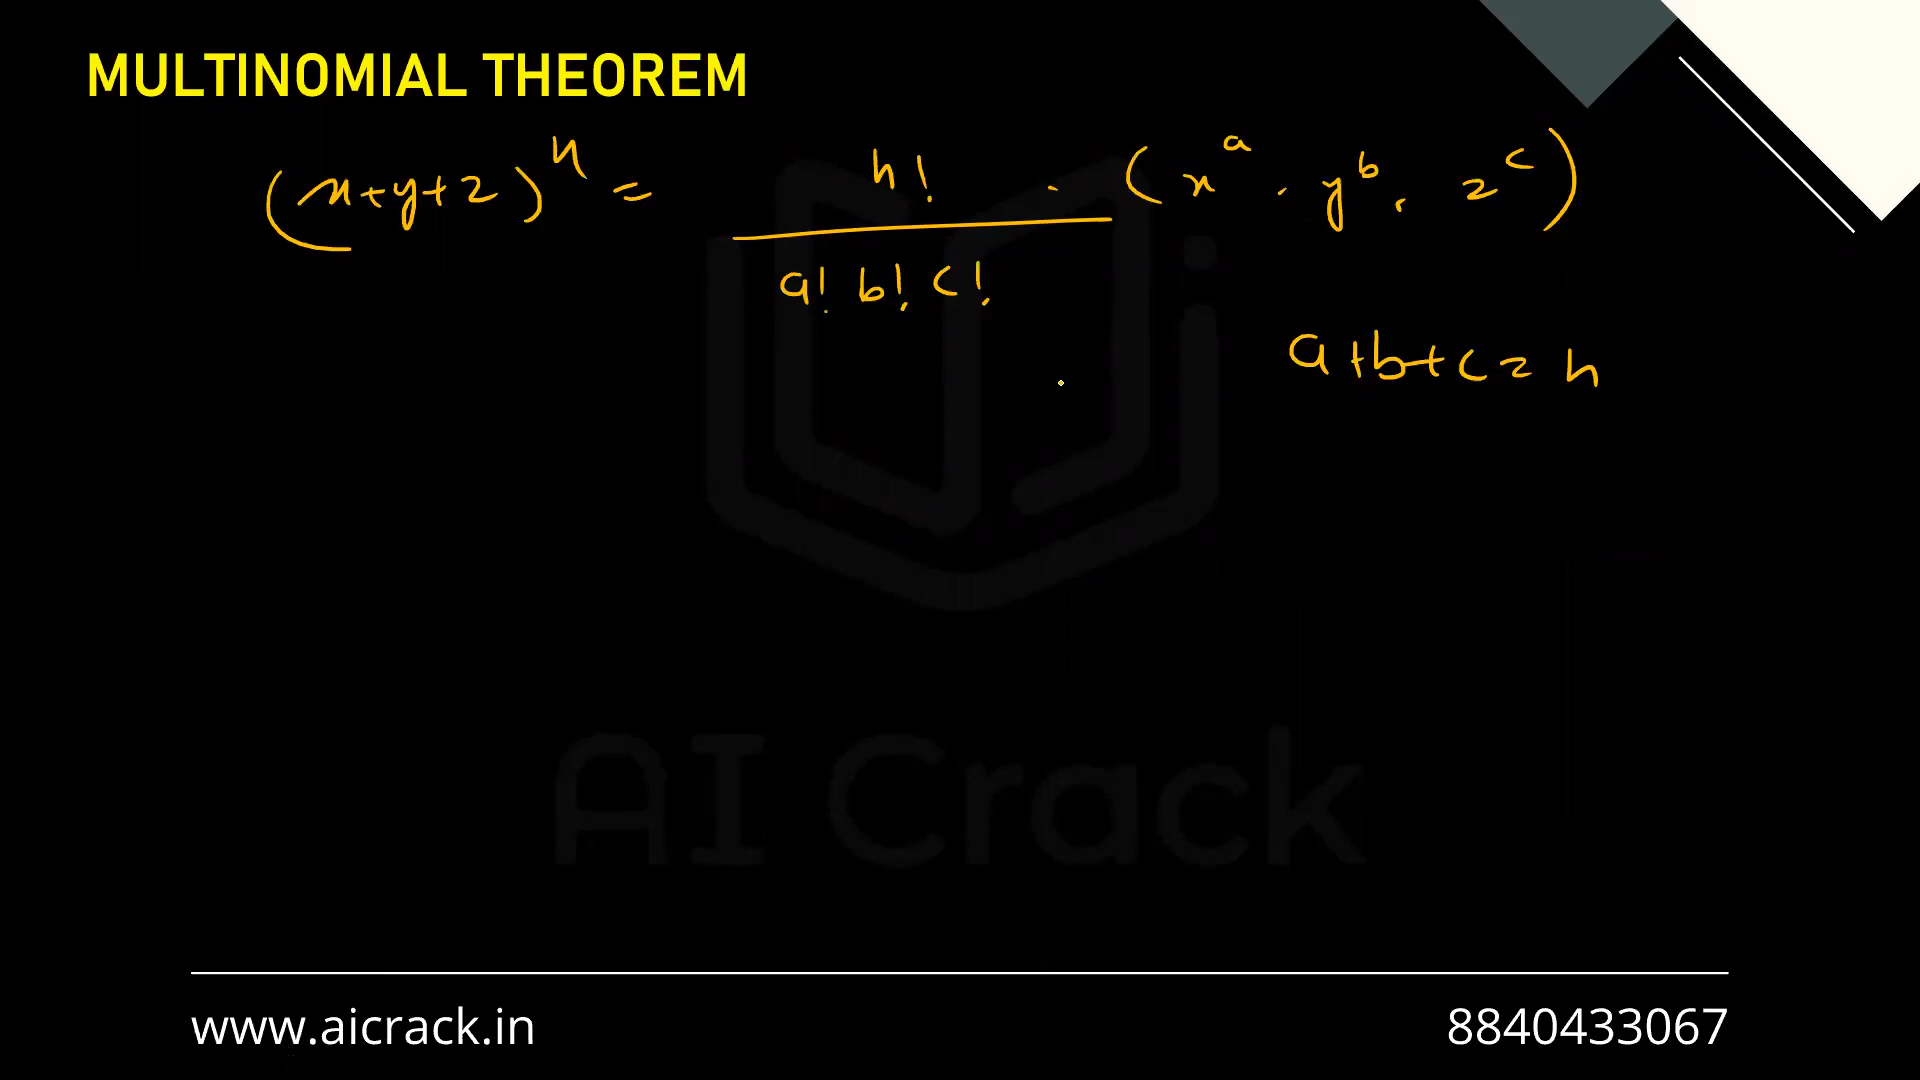 MULTINOMIAL THEOREM
(x+y+z)^n = n! / a! b! c! . (x^a . y^b . z^c)
a+b+c = n
AI Crack
www.aicrack.in
8840433067